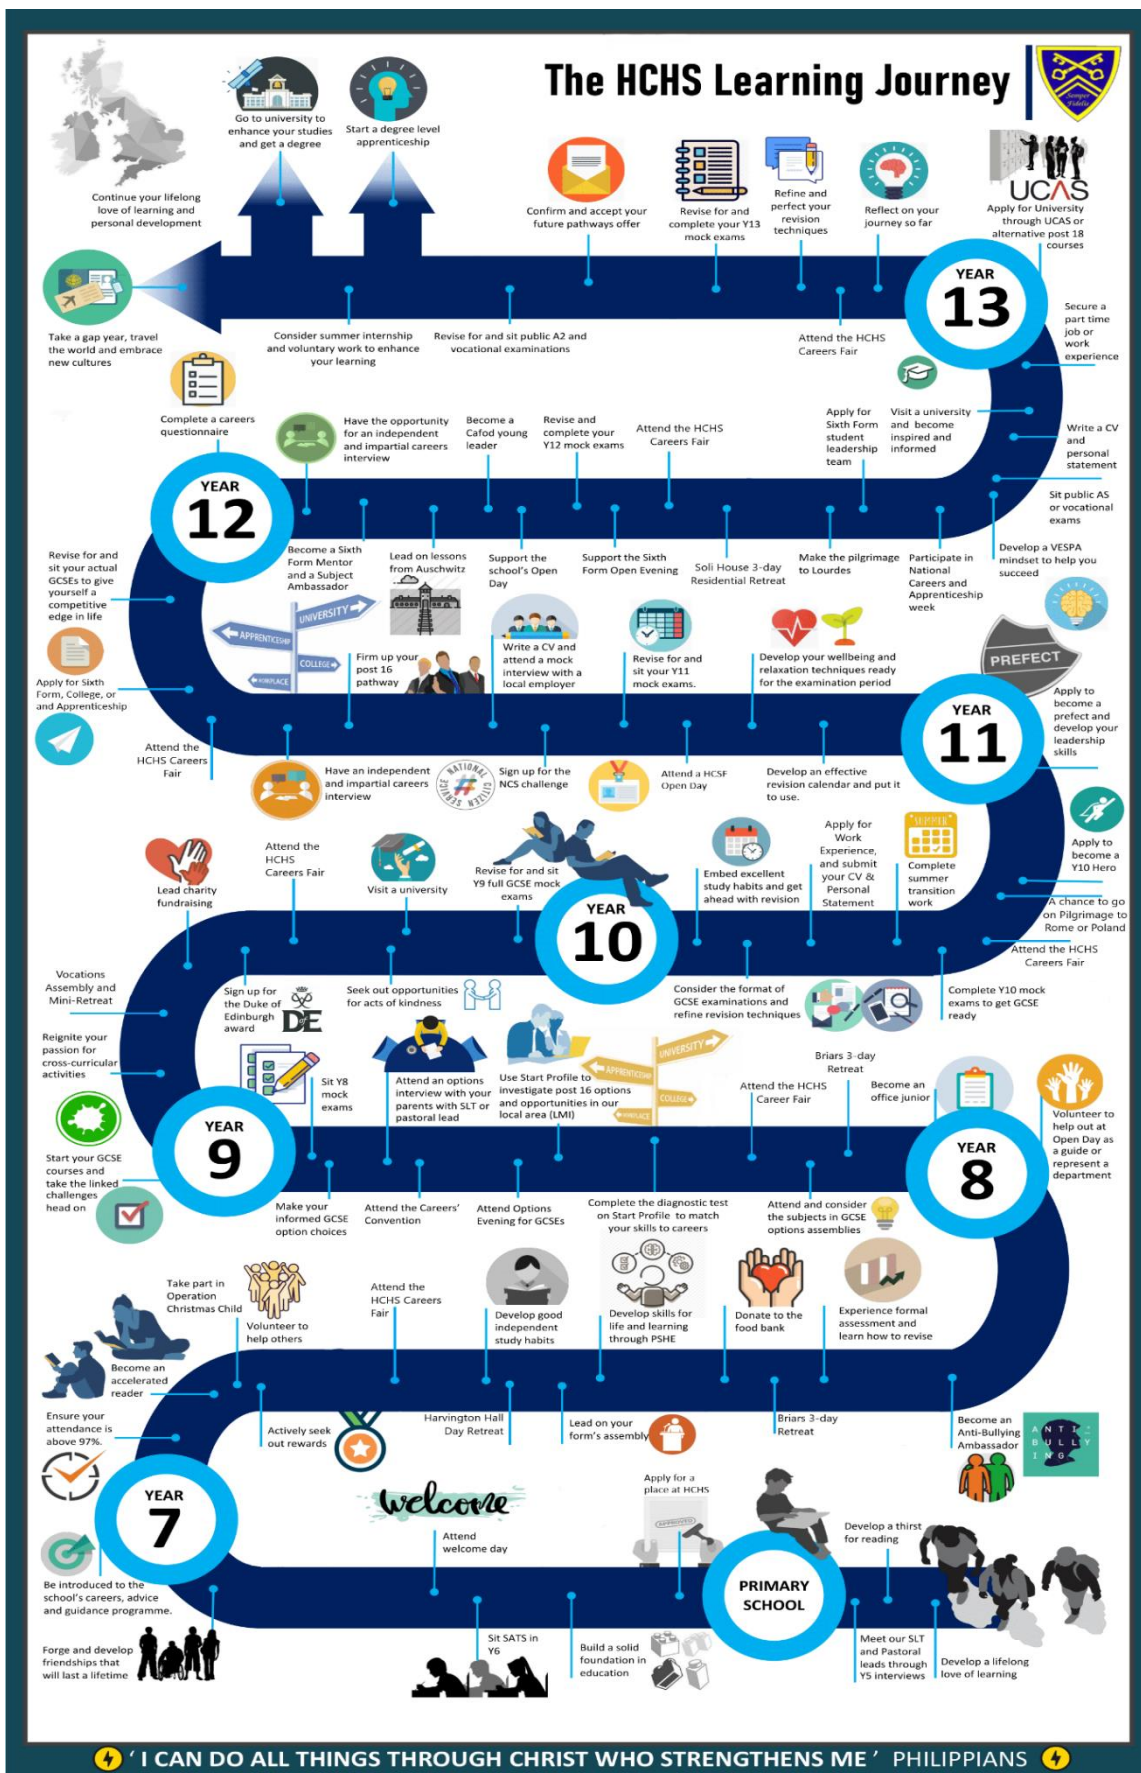 The HCHS Learning Journey
Semper
Fidelis
Go to university to
enhance your studies
and get a degree
Start a degree level
apprenticeship
Continue your lifelong
love of learning and
personal development
Confirm and accept your
future pathways offer
Revise for and
complete your Y13
mock exams
Refine and
perfect your
revision
techniques
Reflect on your
journey so far
UCAS
Apply for University
through UCAS or
alternative post 18
courses
YEAR
13
Take a gap year, travel
the world and embrace
new cultures
Consider summer internship
and voluntary work to enhance
your learning
Revise for and sit public A2 and
vocational examinations
Attend the HCHS
Careers Fair
Secure a
part time
job or
work
experience
Complete a careers
questionnaire
Have the opportunity
for an independent
and impartial careers
interview
Become a
Cafod young
leader
Revise and
complete your
Y12 mock exams
Attend the HCHS
Careers Fair
Apply for
Sixth Form
student
leadership
team
Visit a university
and become
inspired and
informed
Write a CV
and
personal
statement
YEAR
12
Sit public AS
or vocational
exams
Revise for and
sit your actual
GCSEs to give
yourself a
competitive
edge in life
Become a Sixth
Form Mentor
and a Subject
Ambassador
Lead on lessons
from Auschwitz
Support the
school's Open
Day
Support the Sixth
Form Open Evening
Soli House 3-day
Residential Retreat
Make the pilgrimage
to Lourdes
Participate in
National
Careers and
Apprenticeship
week
Develop a VESPA
mindset to help you
succeed
UNIVERSITY
APPRENTICESHIP
COLLEGE
WORKPLACE
Firm up your
post 16
pathway
Write a CV and
attend a mock
interview with a
local employer
Revise for and
sit your Y11
mock exams.
Develop your wellbeing and
relaxation techniques ready
for the examination period
PREFECT
Apply for Sixth
Form, College, or
and Apprenticeship
Apply to
become a
prefect and
develop your
leadership
skills
YEAR
11
Attend the
HCHS Careers
Fair
Have an independent
and impartial careers
interview
NATIONAL CITIZEN SERVICE
Sign up for the
NCS challenge
Attend a HCSF
Open Day
Develop an effective
revision calendar and put it
to use.
Lead charity
fundraising
Attend the
HCHS
Careers Fair
Visit a university
Revise for and sit
Y9 full GCSE mock
exams
Embed excellent
study habits and get
ahead with revision
Apply for
Work
Experience,
and submit
your CV &
Personal
Statement
SUMMER
Complete
summer
transition
work
Apply to
become a
Y10 Hero
A chance to go
on Pilgrimage to
Rome or Poland
Attend the HCHS
Careers Fair
YEAR
10
Vocations
Assembly and
Mini-Retreat
Sign up for
the Duke of
Edinburgh
award
DofE
Seek out opportunities
for acts of kindness
Consider the format of
GCSE examinations and
refine revision techniques
Complete Y10 mock
exams to get GCSE
ready
Reignite your
passion for
cross-curricular
activities
Sit Y8
mock
exams
Attend an options
interview with your
parents with SLT or
pastoral lead
Use Start Profile to
investigate post 16 options
and opportunities in our
local area (LMI)
UNIVERSITY
APPRENTICESHIP
COLLEGE
WORKPLACE
Attend the HCHS
Career Fair
Briars 3-day
Retreat
Become an
office junior
Volunteer to
help out at
Open Day as
a guide or
represent a
department
YEAR
9
YEAR
8
Start your GCSE
courses and
take the linked
challenges
head on
Make your
informed GCSE
option choices
Attend the Careers'
Convention
Attend Options
Evening for GCSEs
Complete the diagnostic test
on Start Profile to match
your skills to careers
Attend and consider
the subjects in GCSE
options assemblies
Take part in
Operation
Christmas Child
Volunteer to
help others
Attend the
HCHS Careers
Fair
Develop good
independent
study habits
Develop skills for
life and learning
through PSHE
Donate to the
food bank
Experience formal
assessment and
learn how to revise
Become an
accelerated
reader
Ensure your
attendance is
above 97%.
Actively seek
out rewards
Harvington Hall
Day Retreat
Lead on your
form's assembly
Briars 3-day
Retreat
Become an
Anti-Bullying
Ambassador
ANTI
BULLY
ING
YEAR
7
welcome
Attend
welcome day
Apply for a
place at HCHS
APPROVED
Develop a thirst
for reading
PRIMARY
SCHOOL
Be introduced to the
school's careers, advice
and guidance programme.
Forge and develop
friendships that
will last a lifetime
Sit SATS in
Y6
Build a solid
foundation in
education
Meet our SLT
and Pastoral
leads through
Y5 interviews
Develop a lifelong
love of learning
' I CAN DO ALL THINGS THROUGH CHRIST WHO STRENGTHENS ME ' PHILIPPIANS